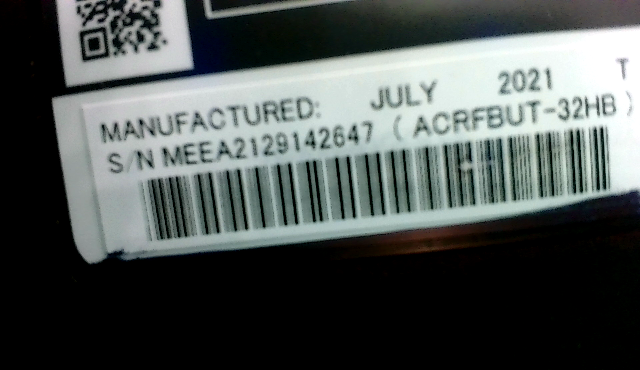 MANUFACTURED: JULY 2021 T
S/N MEEA2129142647 ( ACRFBUT-32HB )